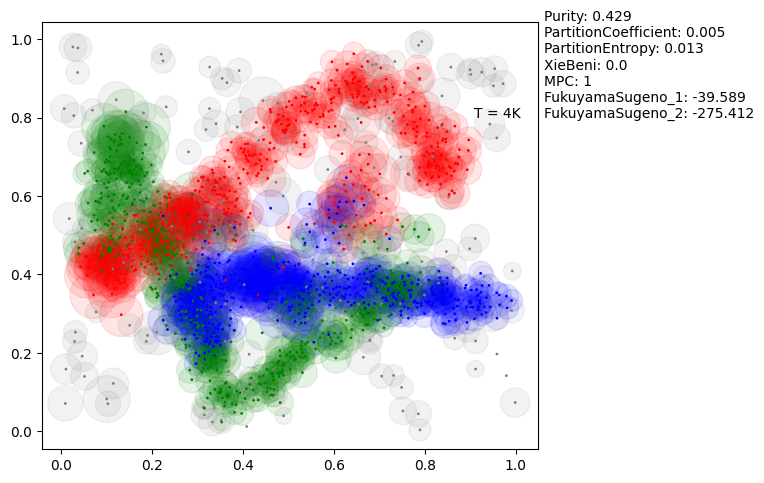 Purity: 0.429
PartitionCoefficient: 0.005
PartitionEntropy: 0.013
XieBeni: 0.0
MPC: 1
FukuyamaSugeno_1: -39.589
FukuyamaSugeno_2: -275.412
T = 4K
1.0
0.8
0.6
0.4
0.2
0.0
0.0 0.2 0.4 0.6 0.8 1.0